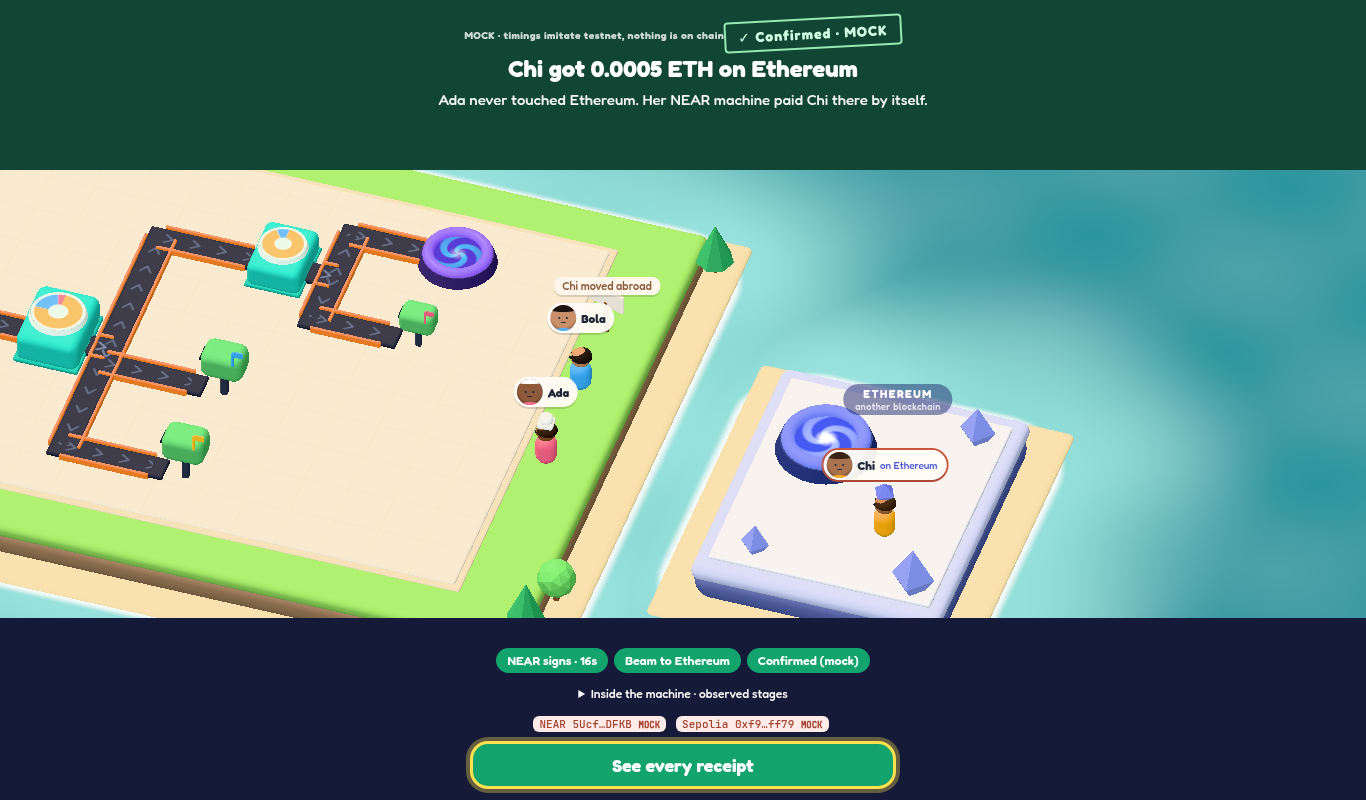 MOCK · timings imitate testnet, nothing is on chain
✓ Confirmed · MOCK
Chi got 0.0005 ETH on Ethereum
Ada never touched Ethereum. Her NEAR machine paid Chi there by itself.
Chi moved abroad
Bola
Ada
ETHEREUM
another blockchain
Chi on Ethereum
NEAR signs · 16s
Beam to Ethereum
Confirmed (mock)
▶ Inside the machine · observed stages
NEAR 5Ucf…DFKB MOCK
Sepolia 0xf9…ff79 MOCK
See every receipt